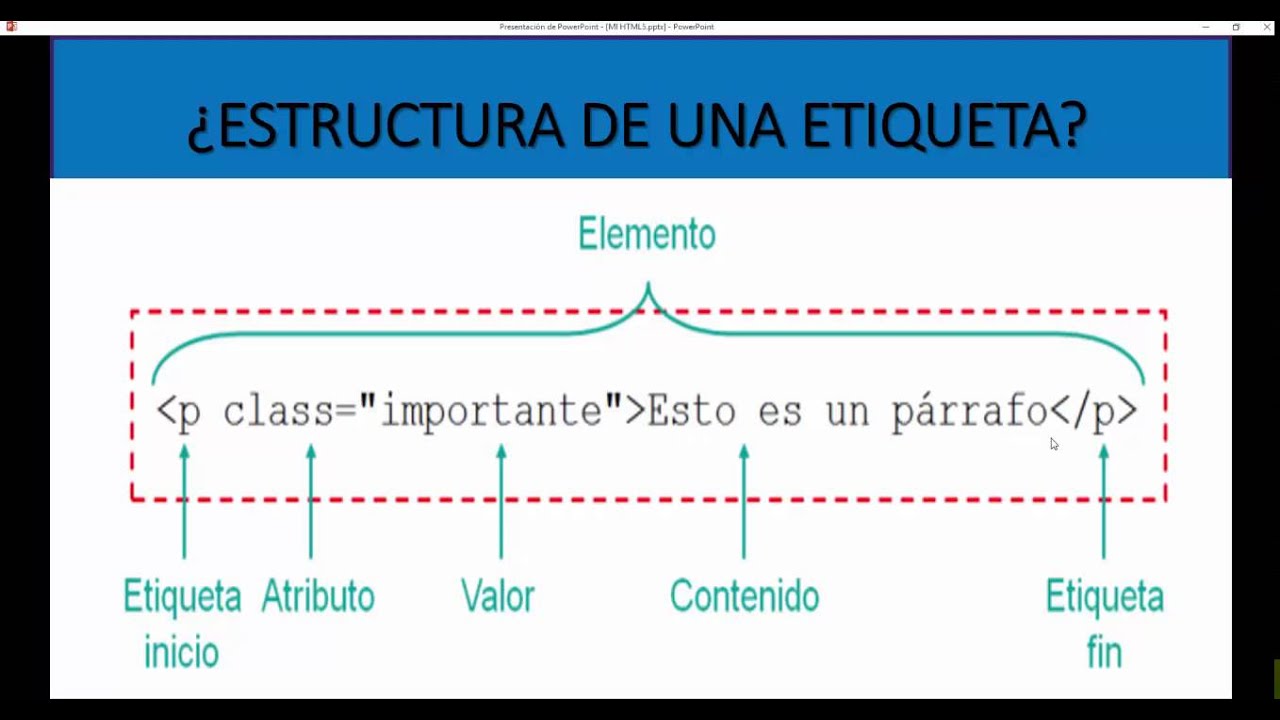 Presentación de PowerPoint - [MI HTML5.pptx] - PowerPoint
¿ESTRUCTURA DE UNA ETIQUETA?
Elemento
<p class="importante">Esto es un párrafo</p>
Etiqueta inicio
Atributo
Valor
Contenido
Etiqueta fin